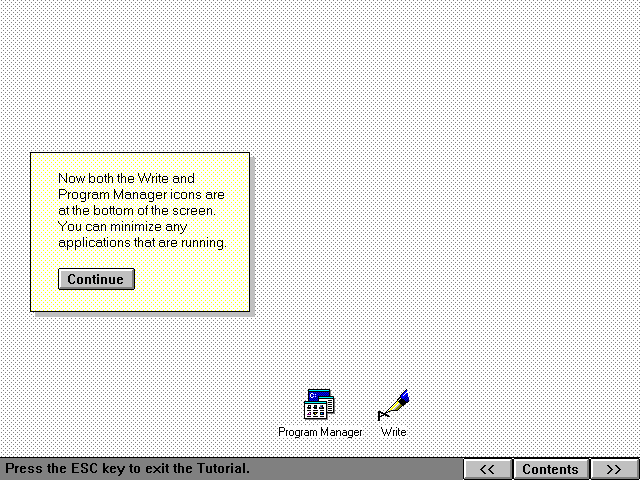 Now both the Write and
Program Manager icons are
at the bottom of the screen.
You can minimize any
applications that are running.
Continue
Program Manager
Write
Press the ESC key to exit the Tutorial.
<<
Contents
>>